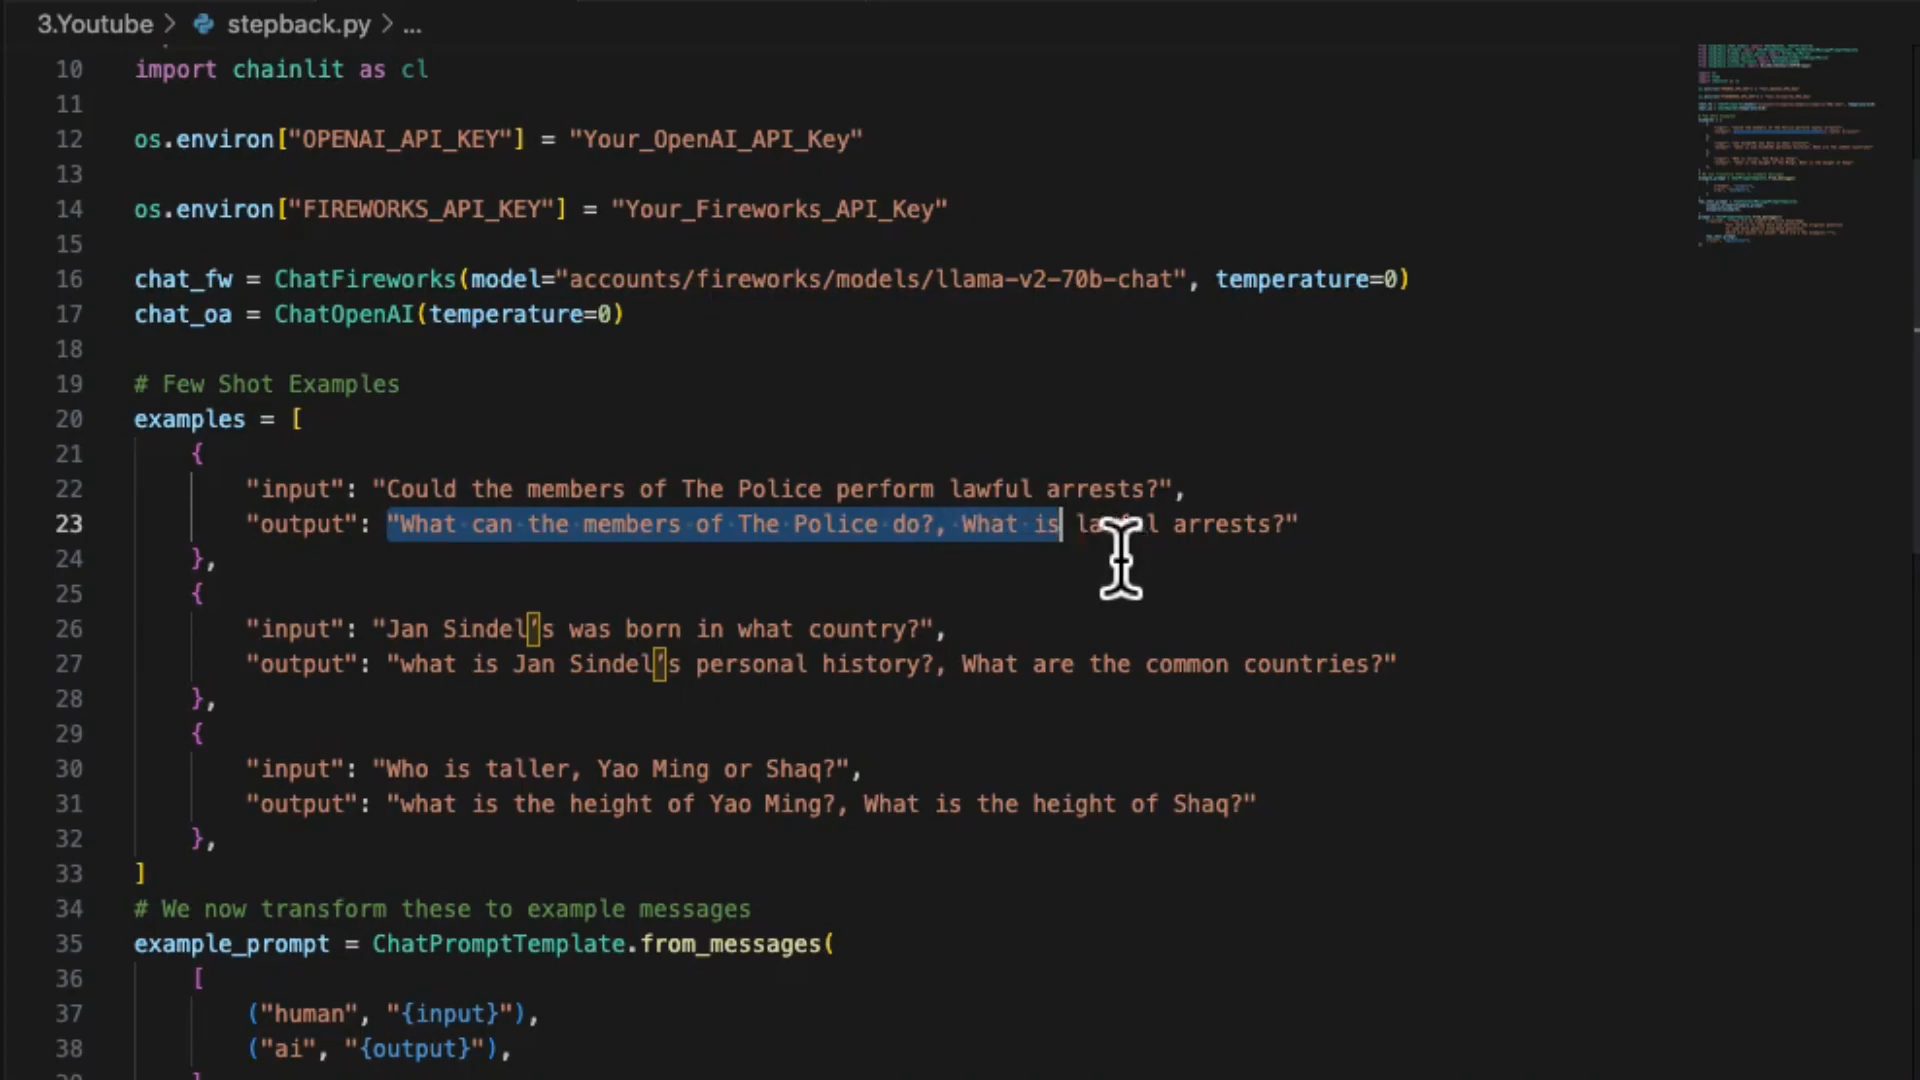 3.Youtube > stepback.py > ...
10 import chainlit as cl
11
12 os.environ["OPENAI_API_KEY"] = "Your_OpenAI_API_Key"
13
14 os.environ["FIREWORKS_API_KEY"] = "Your_Fireworks_API_Key"
15
16 chat_fw = ChatFireworks(model="accounts/fireworks/models/llama-v2-70b-chat", temperature=0)
17 chat_oa = ChatOpenAI(temperature=0)
18
19 # Few Shot Examples
20 examples = [
21 {
22 "input": "Could the members of The Police perform lawful arrests?",
23 "output": "What can the members of The Police do?, What is lawful arrests?"
24 },
25 {
26 "input": "Jan Sindel’s was born in what country?",
27 "output": "what is Jan Sindel’s personal history?, What are the common countries?"
28 },
29 {
30 "input": "Who is taller, Yao Ming or Shaq?",
31 "output": "what is the height of Yao Ming?, What is the height of Shaq?"
32 },
33 ]
34 # We now transform these to example messages
35 example_prompt = ChatPromptTemplate.from_messages(
36 [
37 ("human", "{input}"),
38 ("ai", "{output}"),